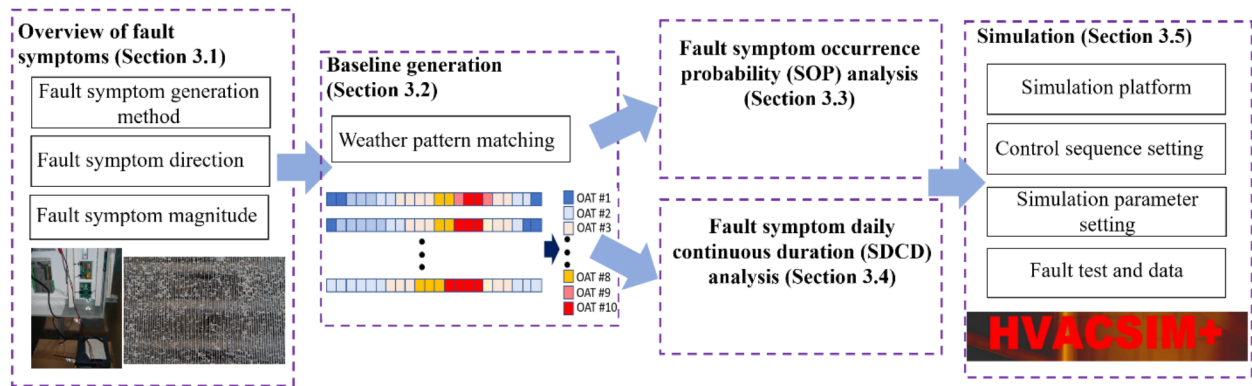 Overview of fault
symptoms (Section 3.1)
Fault symptom generation
method
Fault symptom direction
Fault symptom magnitude
Baseline generation
(Section 3.2)
Weather pattern matching
OAT #1
OAT #2
OAT #3
OAT #8
OAT #9
OAT #10
Fault symptom occurrence
probability (SOP) analysis
(Section 3.3)
Fault symptom daily
continuous duration (SDCD)
analysis (Section 3.4)
Simulation (Section 3.5)
Simulation platform
Control sequence setting
Simulation parameter
setting
Fault test and data
HVACSIM+